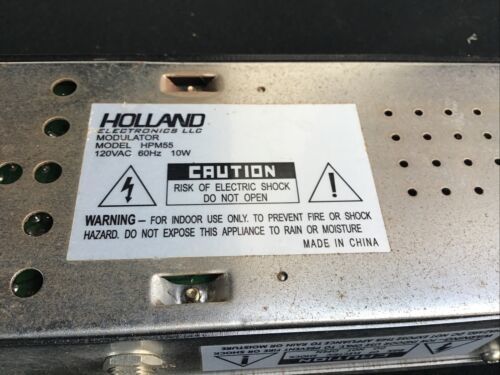 HOLLAND
ELECTRONICS LLC
MODULATOR
MODEL HPM55
120VAC 60Hz 10W
CAUTION
RISK OF ELECTRIC SHOCK
DO NOT OPEN
WARNING – FOR INDOOR USE ONLY. TO PREVENT FIRE OR SHOCK
HAZARD. DO NOT EXPOSE THIS APPLIANCE TO RAIN OR MOISTURE
MADE IN CHINA
CAUTION